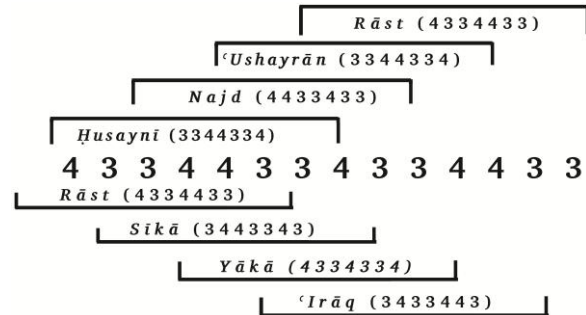 Rāst (4334433)
ʿUshayrān (3344334)
Najd (4433433)
Ḥusaynī (3344334)
4 3 3 4 4 3 3 4 3 3 4 4 3 3
Rāst (4334433)
Sīkā (3443343)
Yākā (4334334)
ʿIrāq (3433443)